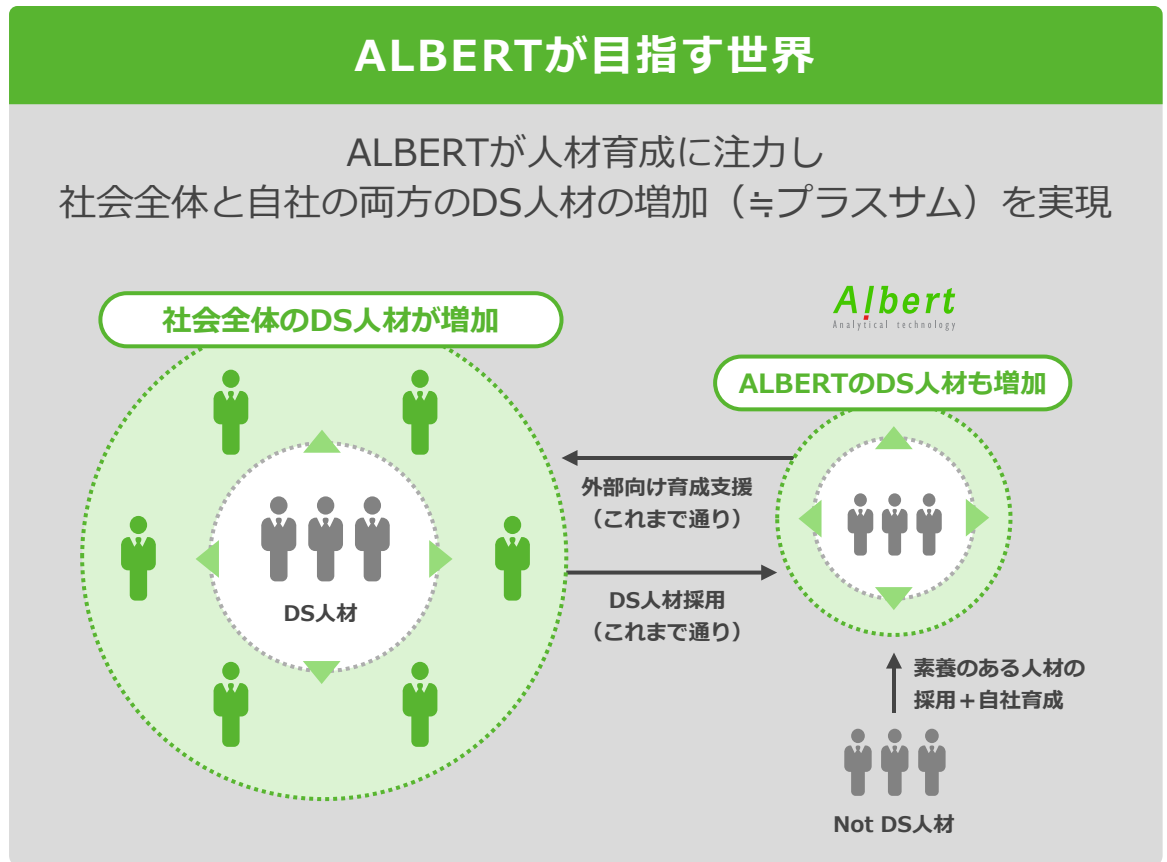 ALBERTが目指す世界
ALBERTが人材育成に注力し
社会全体と自社の両方のDS人材の増加（≒プラスサム）を実現
社会全体のDS人材が増加
DS人材
Albert
Analytical technology
ALBERTのDS人材も増加
外部向け育成支援
（これまで通り）
DS人材採用
（これまで通り）
素養のある人材の
採用＋自社育成
Not DS人材